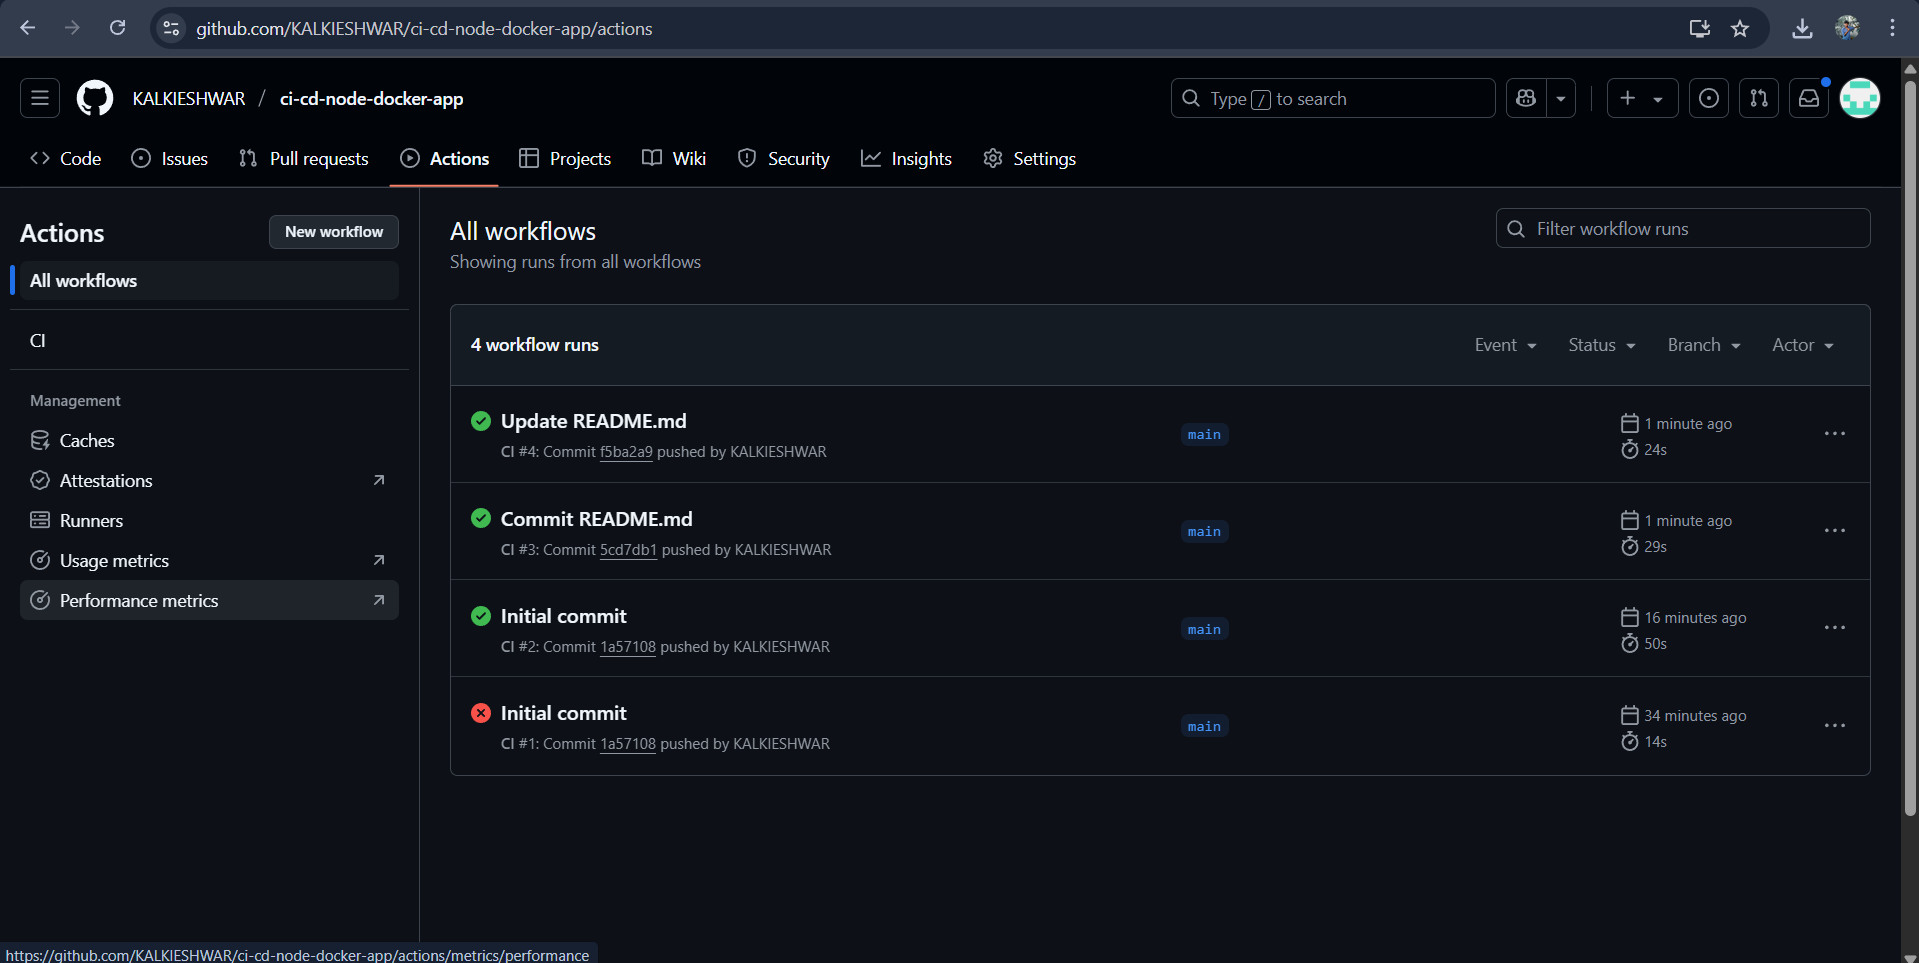 github.com/KALKIESHWAR/ci-cd-node-docker-app/actions
KALKIESHWAR / ci-cd-node-docker-app
Type / to search
Code Issues Pull requests Actions Projects Wiki Security Insights Settings
Actions
New workflow
All workflows
CI
Management
Caches
Attestations
Runners
Usage metrics
Performance metrics
All workflows
Showing runs from all workflows
Filter workflow runs
4 workflow runs
Event Status Branch Actor
Update README.md
CI #4: Commit f5ba2a9 pushed by KALKIESHWAR
main
1 minute ago
24s
Commit README.md
CI #3: Commit 5cd7db1 pushed by KALKIESHWAR
main
1 minute ago
29s
Initial commit
CI #2: Commit 1a57108 pushed by KALKIESHWAR
main
16 minutes ago
50s
Initial commit
CI #1: Commit 1a57108 pushed by KALKIESHWAR
main
34 minutes ago
14s
https://github.com/KALKIESHWAR/ci-cd-node-docker-app/actions/metrics/performance